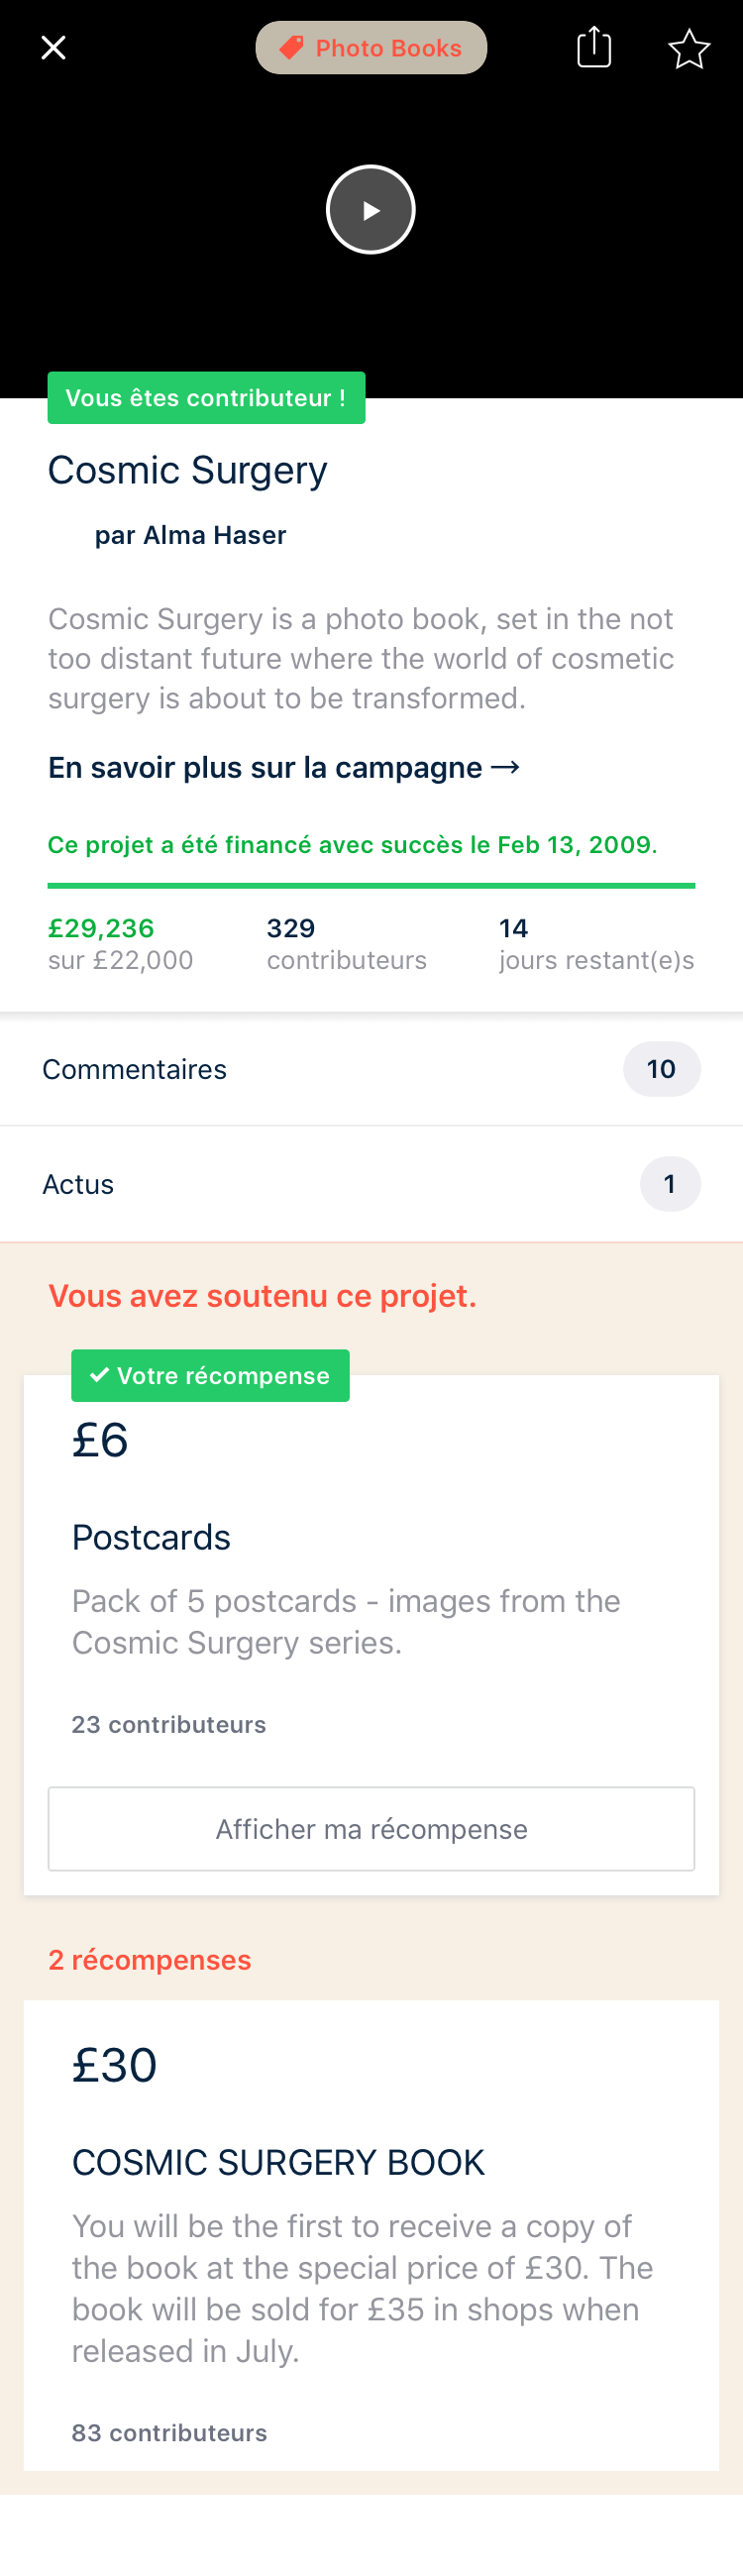 Photo Books
Vous êtes contributeur !
Cosmic Surgery
par Alma Haser
Cosmic Surgery is a photo book, set in the not
too distant future where the world of cosmetic
surgery is about to be transformed.
En savoir plus sur la campagne →
Ce projet a été financé avec succès le Feb 13, 2009.
£29,236 329 14
sur £22,000 contributeurs jours restant(e)s
Commentaires 10
Actus 1
Vous avez soutenu ce projet.
✓ Votre récompense
£6
Postcards
Pack of 5 postcards - images from the
Cosmic Surgery series.
23 contributeurs
Afficher ma récompense
2 récompenses
£30
COSMIC SURGERY BOOK
You will be the first to receive a copy of
the book at the special price of £30. The
book will be sold for £35 in shops when
released in July.
83 contributeurs